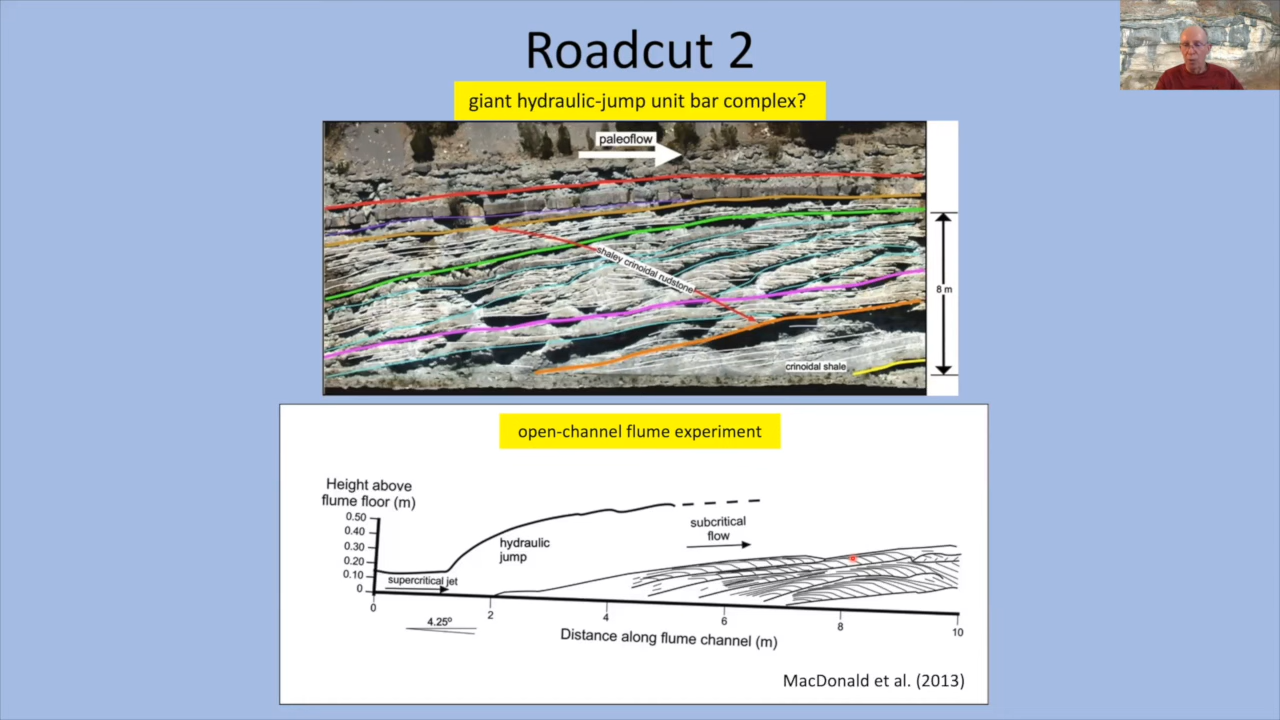 Roadcut 2
giant hydraulic-jump unit bar complex?
paleoflow
shaley crinoidal rudstone
8 m
crinoidal shale
open-channel flume experiment
Height above
flume floor (m)
0.50
0.40
0.30
0.20
0.10
0
hydraulic
jump
subcritical
flow
supercritical jet
0
2
4
6
8
10
4.25º
Distance along flume channel (m)
MacDonald et al. (2013)